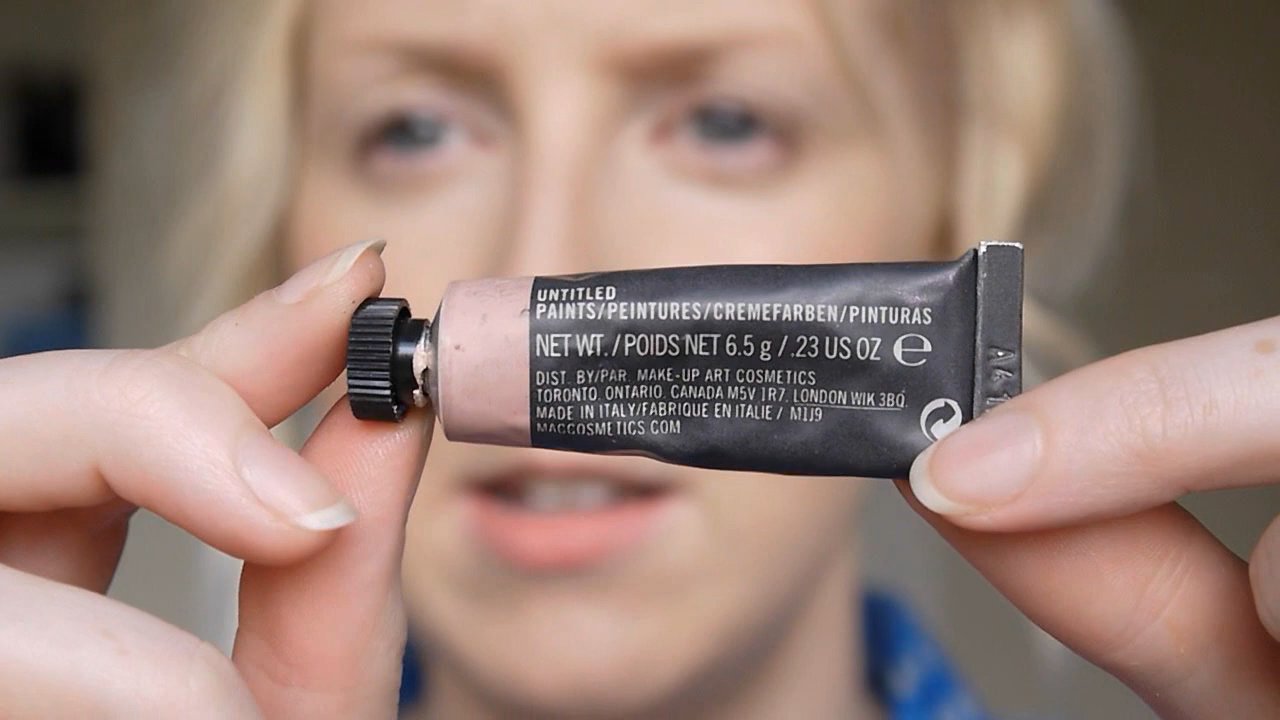 UNTITLED
PAINTS/PEINTURES/CREMEFARBEN/PINTURAS
NET WT./POIDS NET 6.5 g / .23 US OZ e
DIST. BY/PAR. MAKE-UP ART COSMETICS
TORONTO, ONTARIO, CANADA M5V 1R7, LONDON WIK 3BQ.
MADE IN ITALY/FABRIQUE EN ITALIE / M1J9
MACCOSMETICS COM